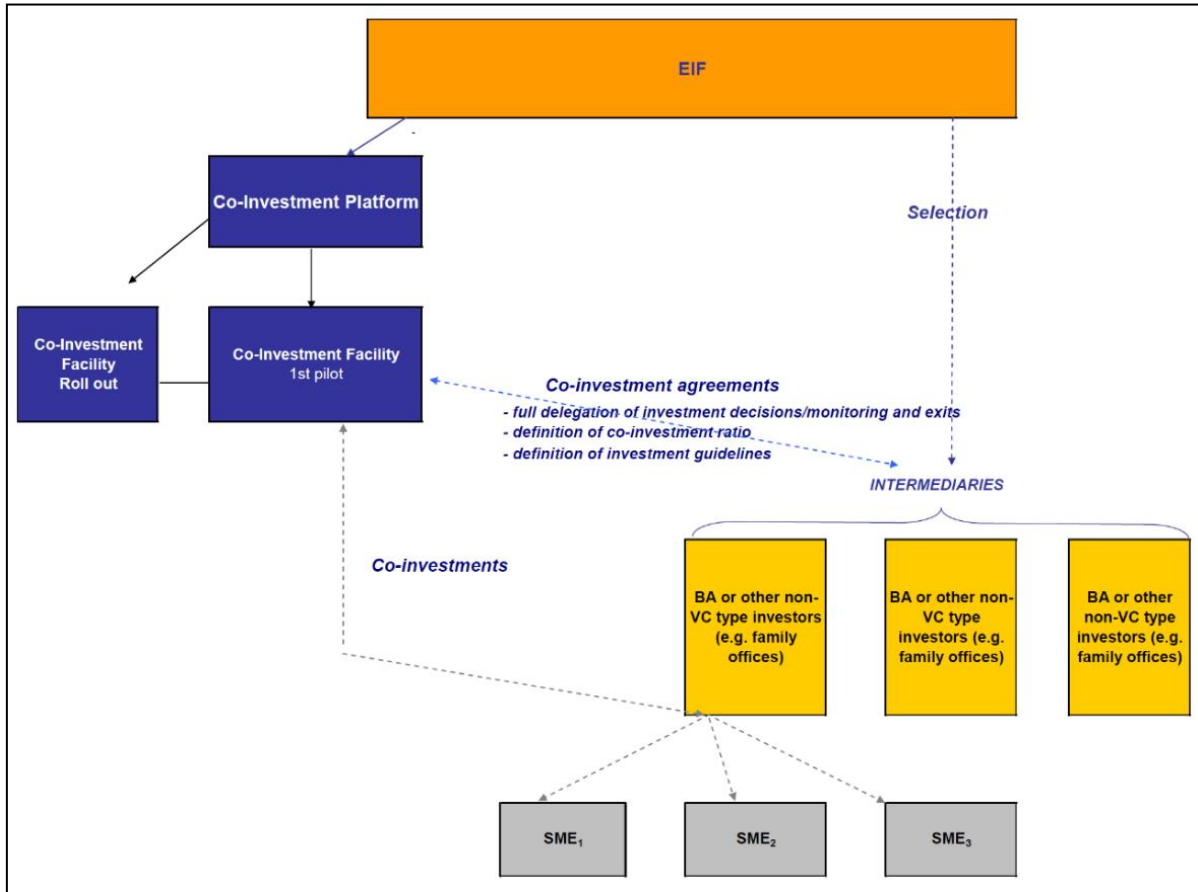 EIF
Co-Investment Platform
Selection
Co-Investment
Facility
Roll out
Co-Investment Facility
1st pilot
Co-investment agreements
- full delegation of investment decisions/monitoring and exits
- definition of co-investment ratio
- definition of investment guidelines
INTERMEDIARIES
Co-investments
BA or other non-
VC type investors
(e.g. family
offices)
BA or other non-
VC type
investors (e.g.
family offices)
BA or other
non-VC type
investors (e.g.
family offices)
SME₁
SME₂
SME₃